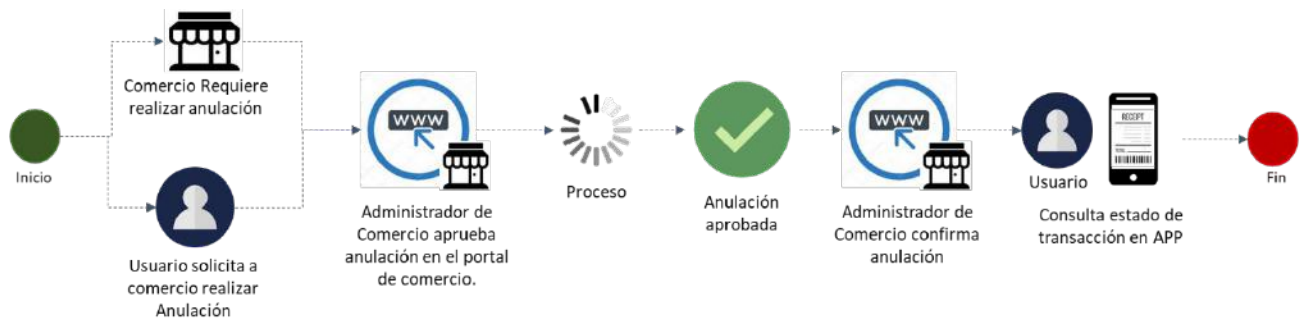 Inicio
Comercio Requiere
realizar anulación
Usuario solicita a
comercio realizar
Anulación
WWW
Administrador de
Comercio aprueba
anulación en el portal
de comercio.
Proceso
Anulación
aprobada
WWW
Administrador de
Comercio confirma
anulación
Usuario
RECEIPT
Consulta estado de
transacción en APP
Fin